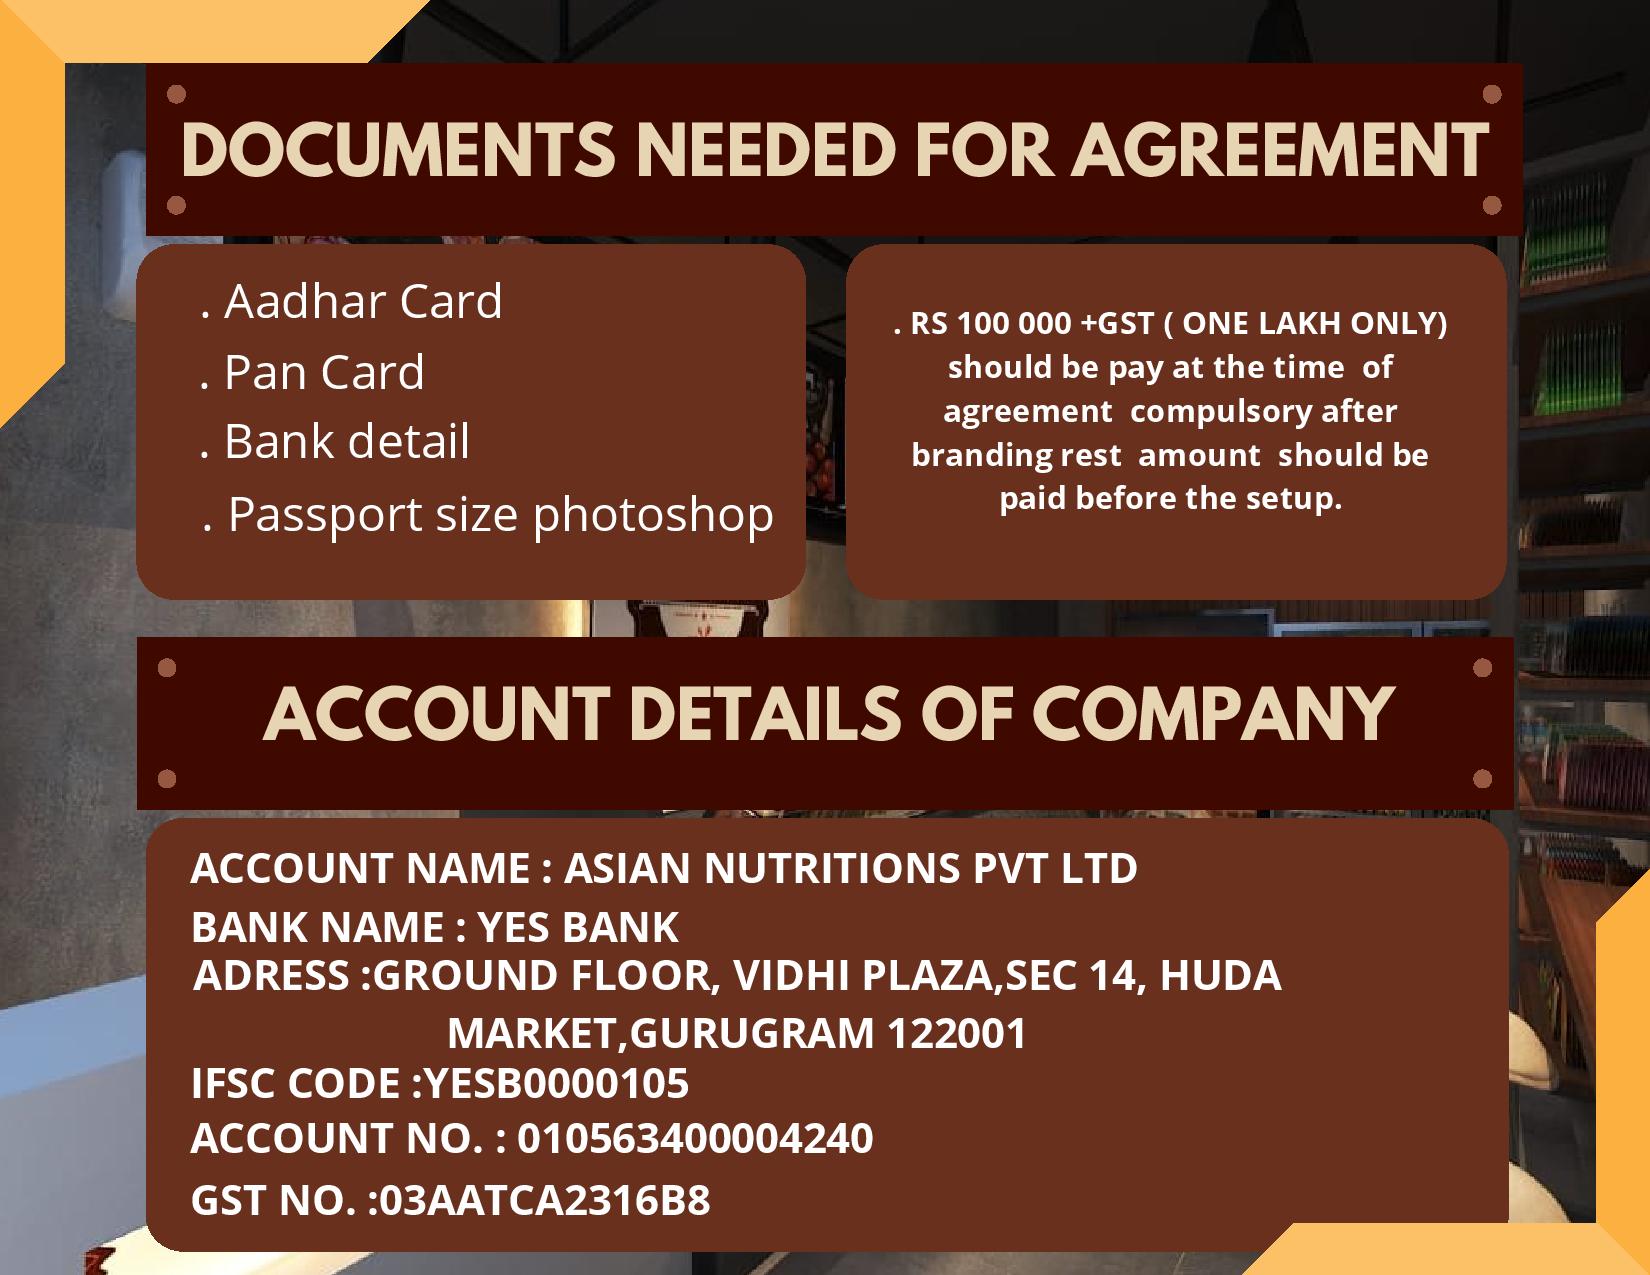 DOCUMENTS NEEDED FOR AGREEMENT
. Aadhar Card
. Pan Card
. Bank detail
. Passport size photoshop
. RS 100 000 +GST ( ONE LAKH ONLY)
should be pay at the time of
agreement compulsory after
branding rest amount should be
paid before the setup.
ACCOUNT DETAILS OF COMPANY
ACCOUNT NAME : ASIAN NUTRITIONS PVT LTD
BANK NAME : YES BANK
ADRESS :GROUND FLOOR, VIDHI PLAZA,SEC 14, HUDA
MARKET,GURUGRAM 122001
IFSC CODE :YESB0000105
ACCOUNT NO. : 010563400004240
GST NO. :03AATCA2316B8